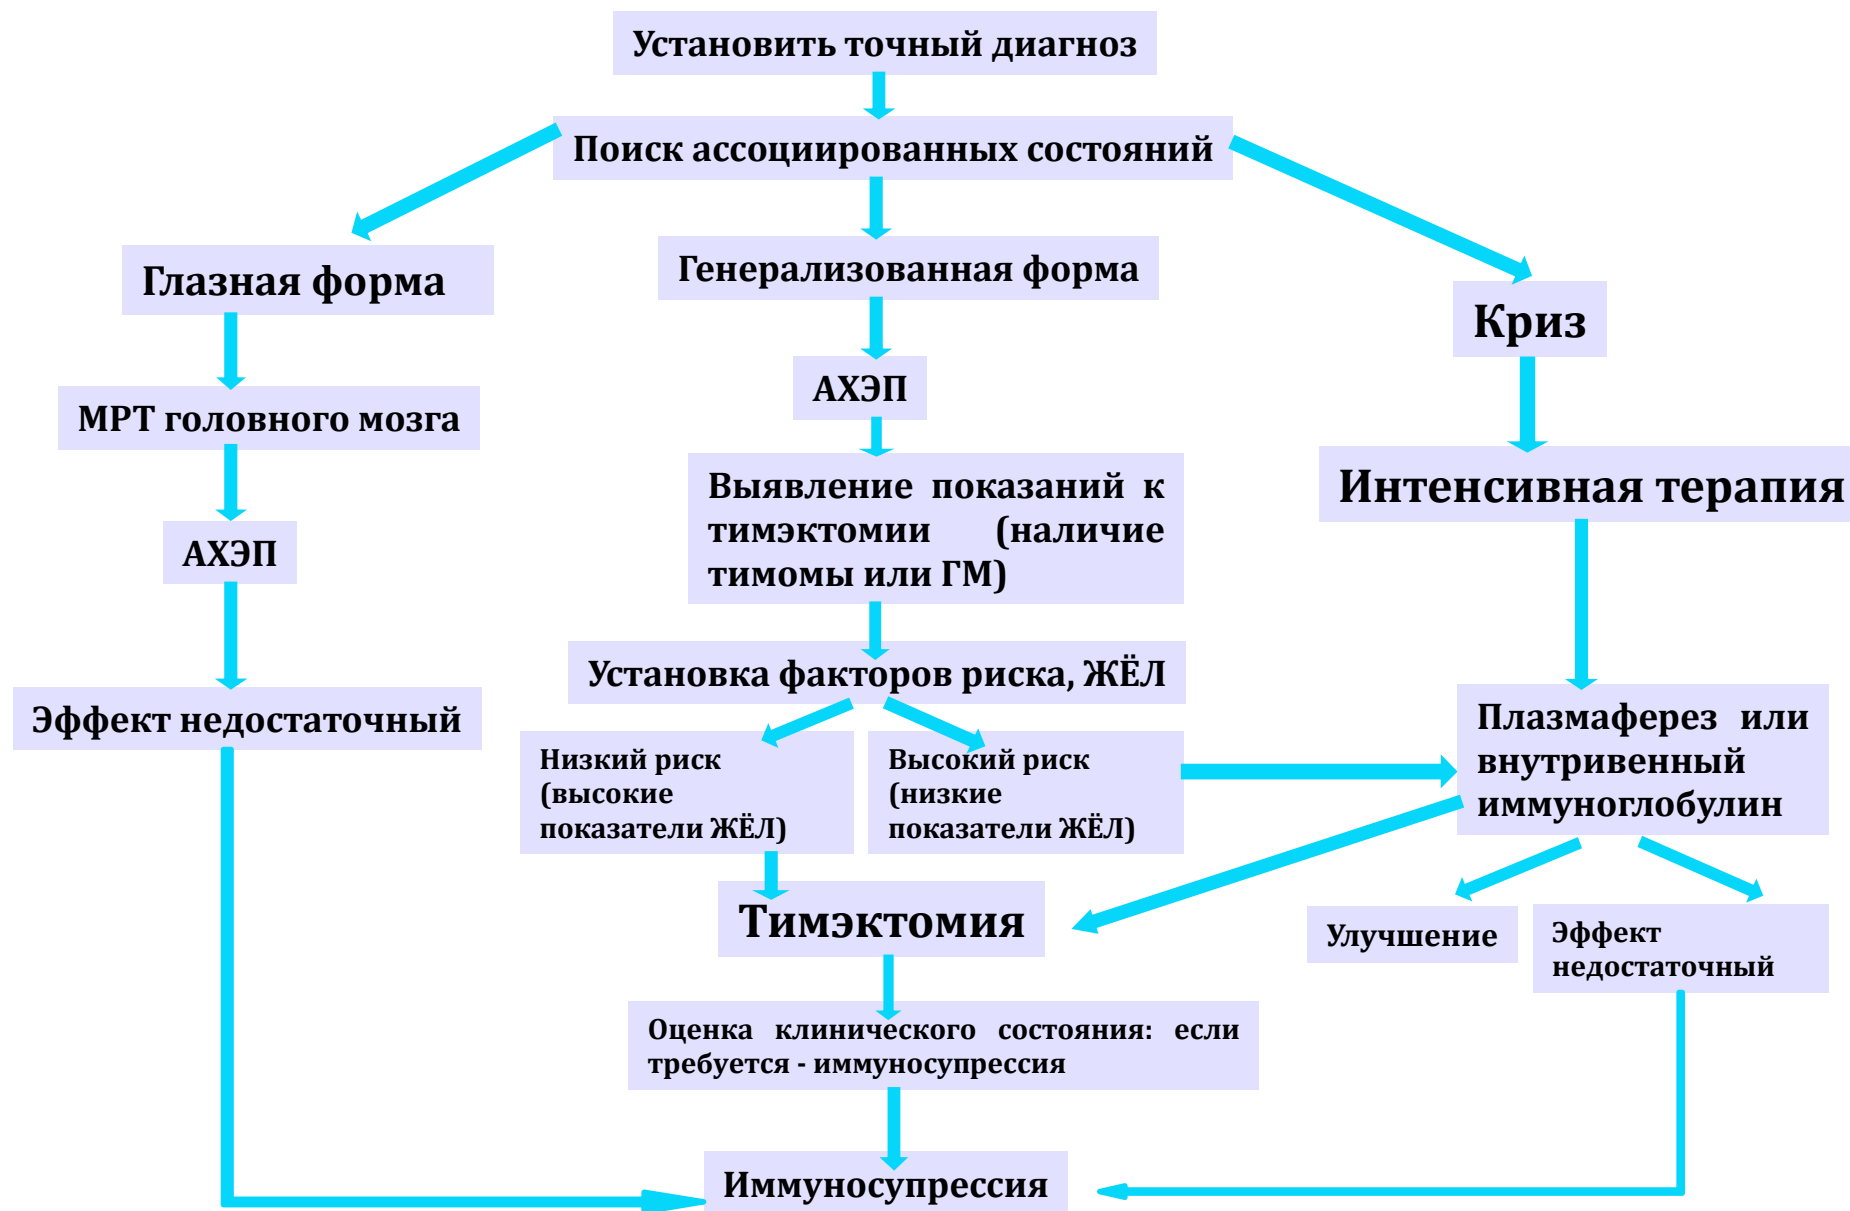 Установить точный диагноз
Поиск ассоциированных состояний
Глазная форма
Генерализованная форма
Криз
МРТ головного мозга
АХЭП
АХЭП
Выявление показаний к
тимэктомии (наличие
тимомы или ГМ)
Интенсивная терапия
Установка факторов риска, ЖЁЛ
Эффект недостаточный
Низкий риск
(высокие
показатели ЖЁЛ)
Высокий риск
(низкие
показатели ЖЁЛ)
Плазмаферез или
внутривенный
иммуноглобулин
Тимэктомия
Улучшение
Эффект
недостаточный
Оценка клинического состояния: если
требуется - иммуносупрессия
Иммуносупрессия